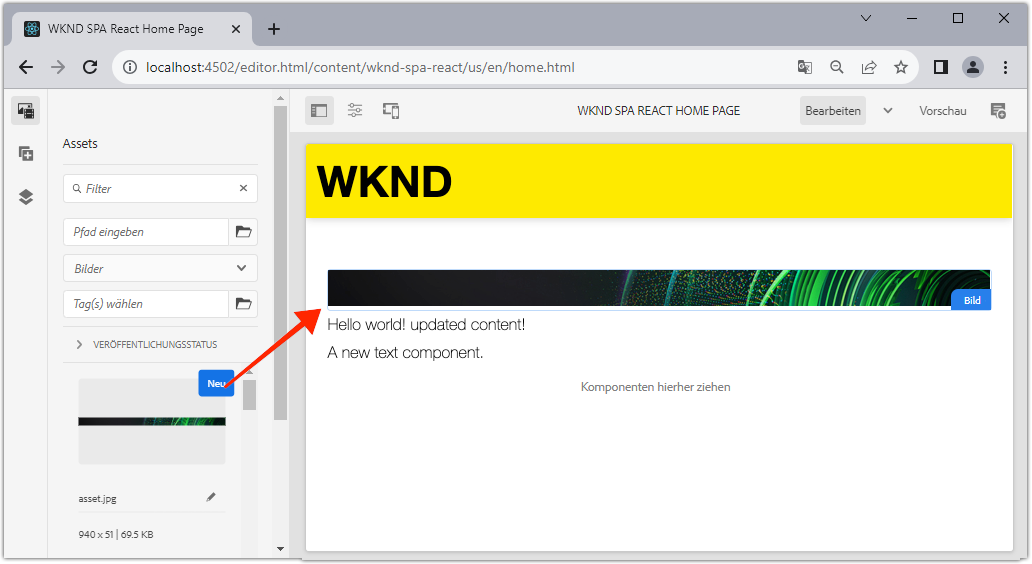 WKND SPA React Home Page
localhost:4502/editor.html/content/wknd-spa-react/us/en/home.html
WKND SPA REACT HOME PAGE
Bearbeiten
Vorschau
Assets
Filter
Pfad eingeben
Bilder
Tag(s) wählen
VERÖFFENTLICHUNGSSTATUS
Neu
asset.jpg
940 x 51 | 69.5 KB
WKND
Bild
Hello world! updated content!
A new text component.
Komponenten hierher ziehen